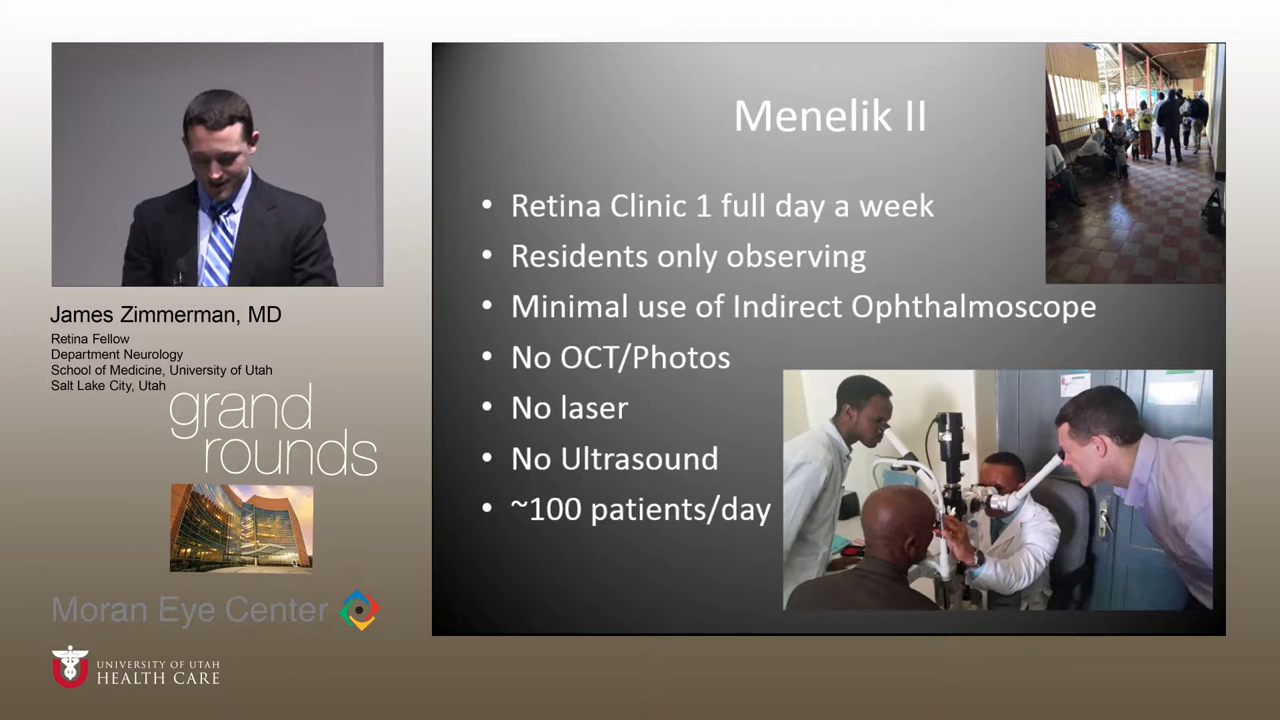 James Zimmerman, MD
Retina Fellow
Department Neurology
School of Medicine, University of Utah
Salt Lake City, Utah
grand
rounds
Moran Eye Center
UNIVERSITY OF UTAH
HEALTH CARE
Menelik II
• Retina Clinic 1 full day a week
• Residents only observing
• Minimal use of Indirect Ophthalmoscope
• No OCT/Photos
• No laser
• No Ultrasound
• ~100 patients/day